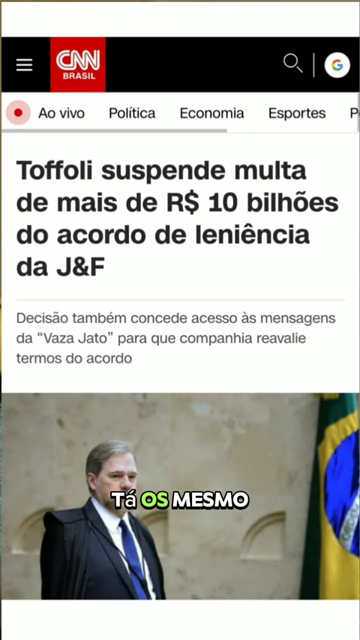 CNN
BRASIL
Ao vivo Política Economia Esportes P
Toffoli suspende multa
de mais de R$ 10 bilhões
do acordo de leniência
da J&F
Decisão também concede acesso às mensagens
da “Vaza Jato” para que companhia reavalie
termos do acordo
Tá OS MESMO